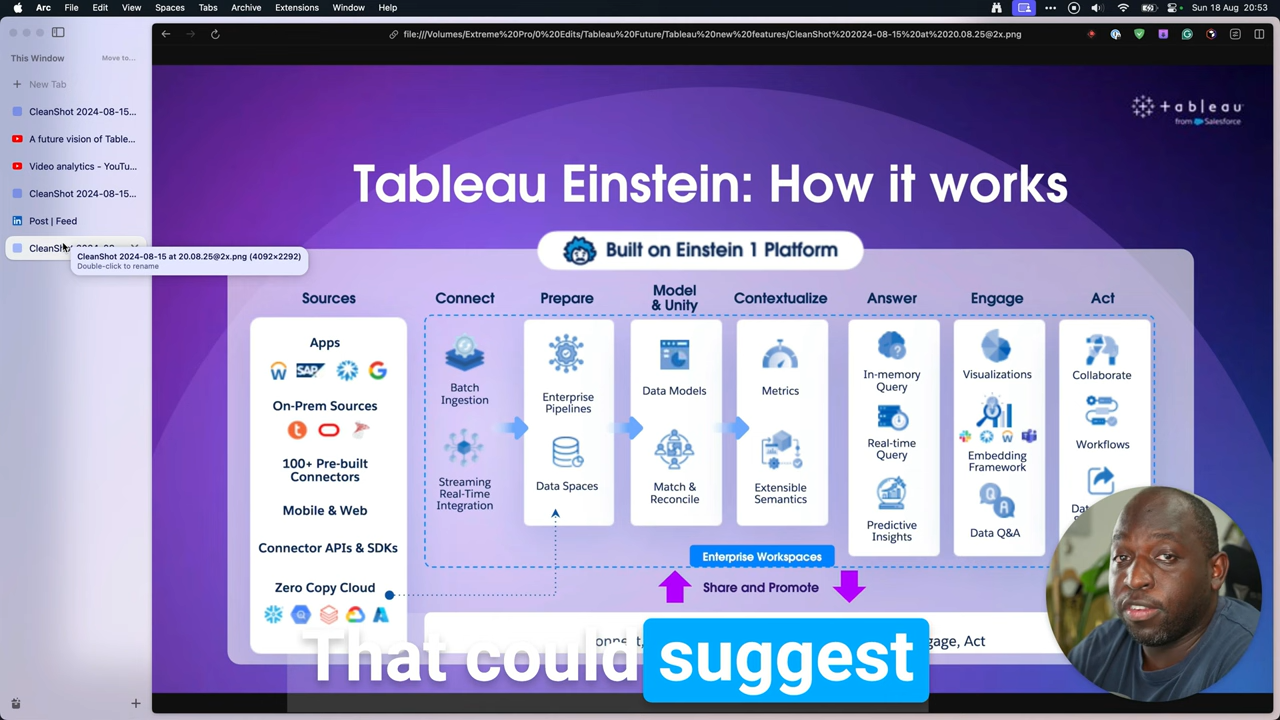 Arc File Edit View Spaces Tabs Archive Extensions Window Help
Sun 18 Aug 20:53
This Window Move to...
New Tab
CleanShot 2024-08-15...
A future vision of Table...
Video analytics - YouTu...
CleanShot 2024-08-15...
Post | Feed
CleanShot
CleanShot 2024-08-15 at 20.08.25@2x.png (4092×2292)
Double-click to rename
file:///Volumes/Extreme%20Pro/0%20Edits/Tableau%20Future/Tableau%20new%20features/CleanShot%202024-08-15%20at%2020.08.25@2x.png
tableau
from Salesforce
Tableau Einstein: How it works
Built on Einstein 1 Platform
Sources
Apps
SAP
On-Prem Sources
100+ Pre-built
Connectors
Mobile & Web
Connector APIs & SDKs
Zero Copy Cloud
Connect
Batch
Ingestion
Streaming
Real-Time
Integration
Prepare
Enterprise
Pipelines
Data Spaces
Model
& Unity
Data Models
Match &
Reconcile
Contextualize
Metrics
Extensible
Semantics
Answer
In-memory
Query
Real-time
Query
Predictive
Insights
Engage
Visualizations
Embedding
Framework
Data Q&A
Act
Collaborate
Workflows
Enterprise Workspaces
Share and Promote
Act
That could suggest